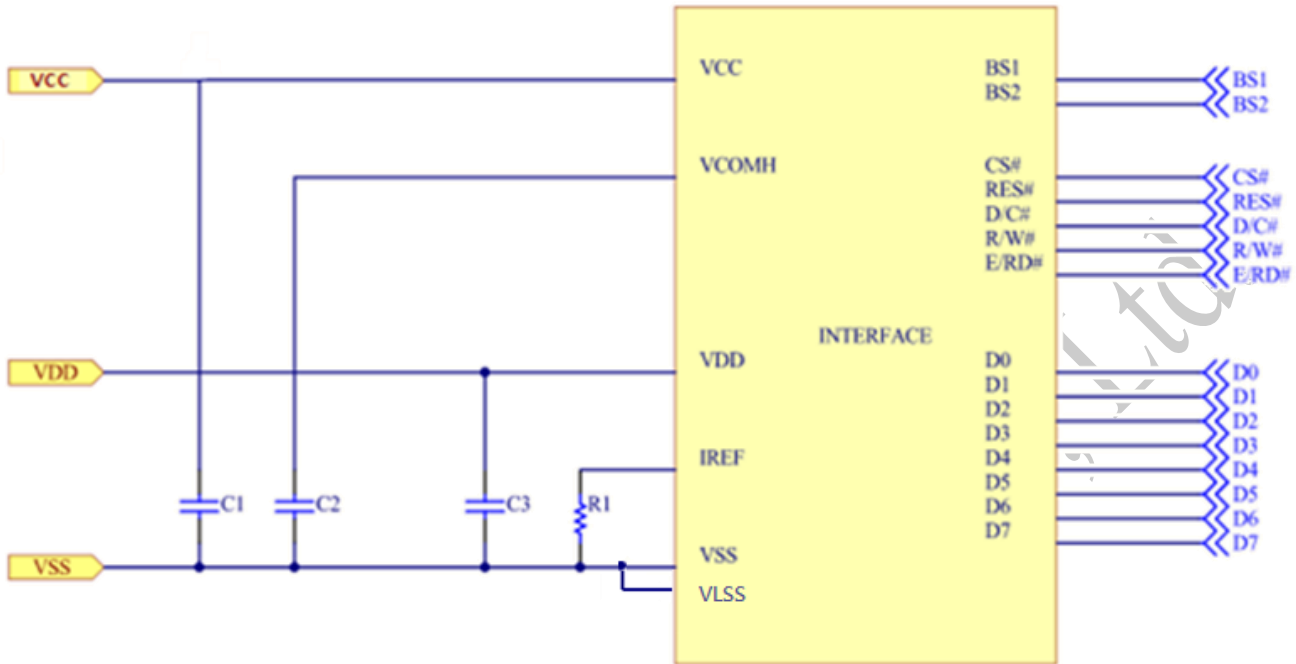 VCC
VDD
VSS
C1
C2
C3
R1
VCC
VCOMH
VDD
IREF
VSS
VLSS
INTERFACE
BS1
BS2
CS#
RES#
D/C#
R/W#
E/RD#
D0
D1
D2
D3
D4
D5
D6
D7
BS1
BS2
CS#
RES#
D/C#
R/W#
E/RD#
D0
D1
D2
D3
D4
D5
D6
D7
Ltd